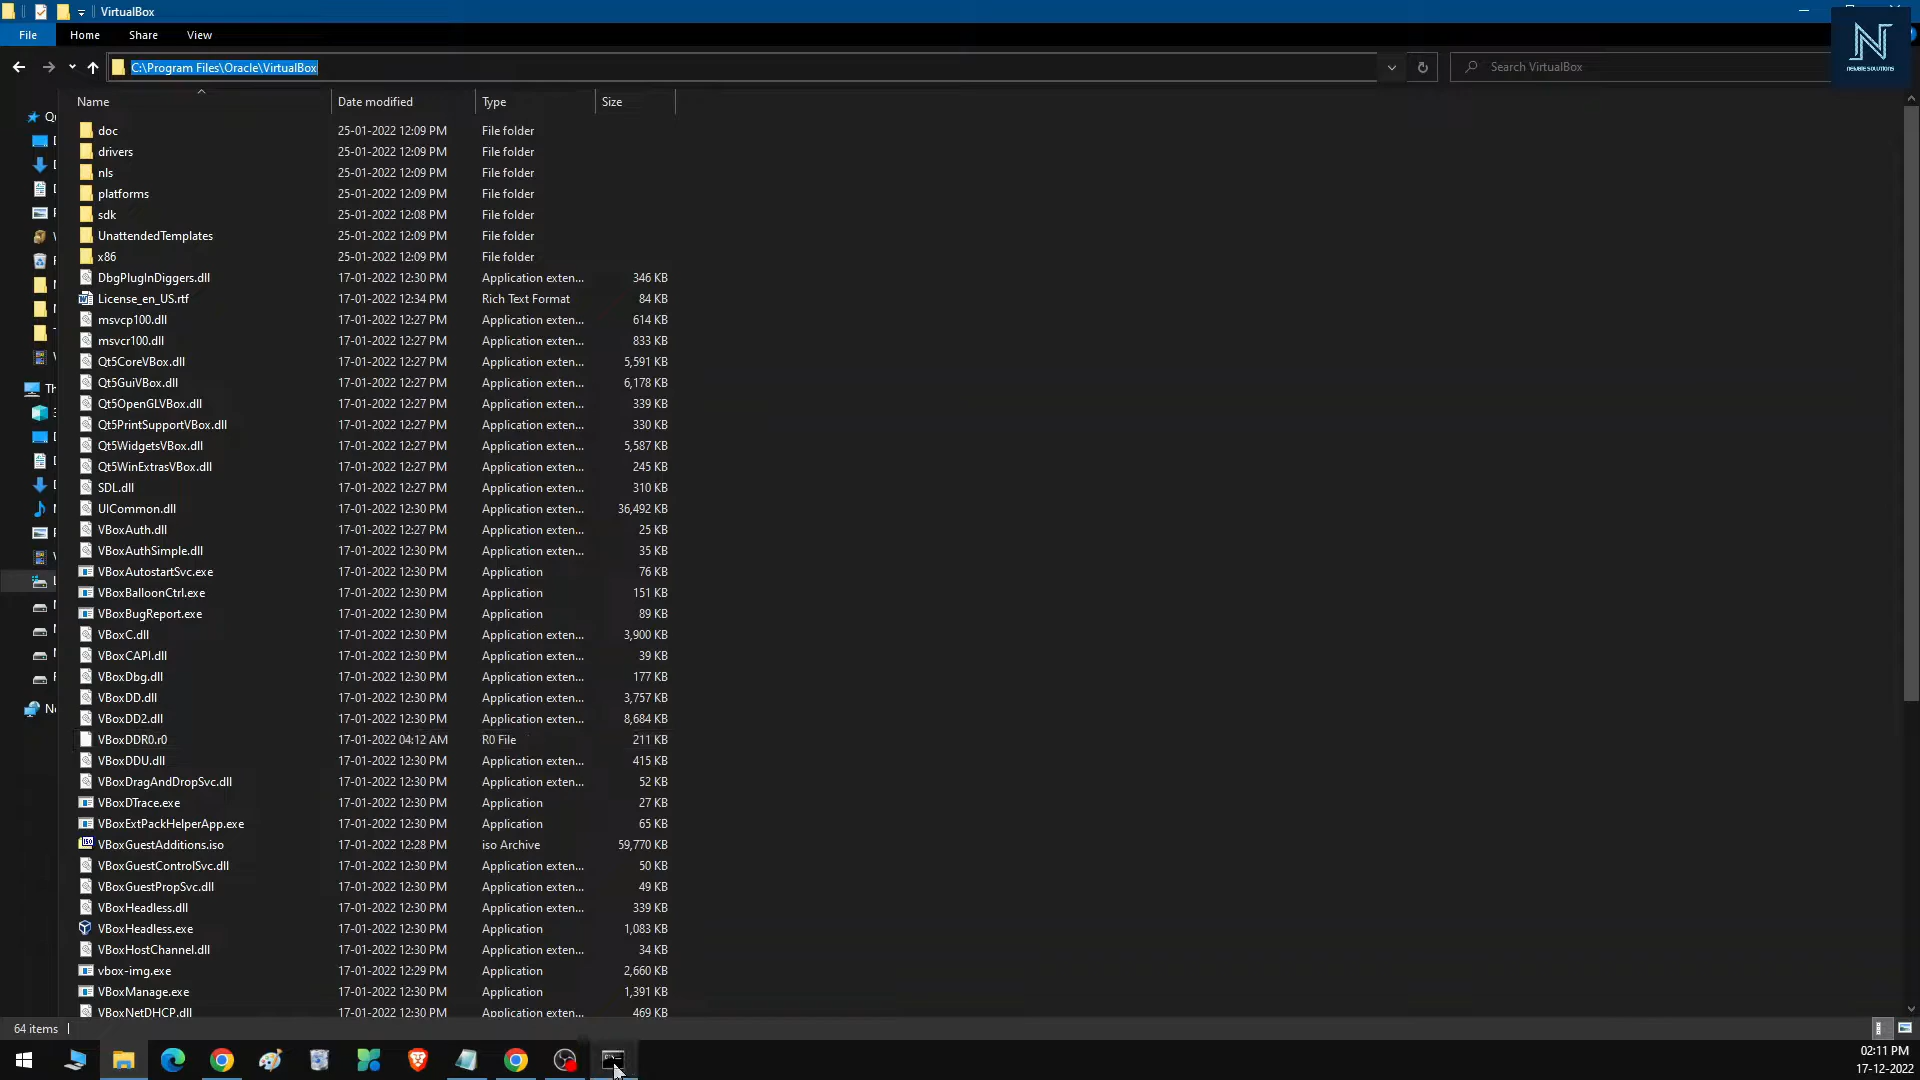 VirtualBox
File Home Share View
C:\Program Files\Oracle\VirtualBox
Search VirtualBox
N
NEWBIE SOLUTIONS
Name Date modified Type Size
doc 25-01-2022 12:09 PM File folder
drivers 25-01-2022 12:09 PM File folder
nls 25-01-2022 12:09 PM File folder
platforms 25-01-2022 12:09 PM File folder
sdk 25-01-2022 12:08 PM File folder
UnattendedTemplates 25-01-2022 12:09 PM File folder
x86 25-01-2022 12:09 PM File folder
DbgPlugInDiggers.dll 17-01-2022 12:30 PM Application exten... 346 KB
License_en_US.rtf 17-01-2022 12:34 PM Rich Text Format 84 KB
msvcp100.dll 17-01-2022 12:27 PM Application exten... 614 KB
msvcr100.dll 17-01-2022 12:27 PM Application exten... 833 KB
Qt5CoreVBox.dll 17-01-2022 12:27 PM Application exten... 5,591 KB
Qt5GuiVBox.dll 17-01-2022 12:27 PM Application exten... 6,178 KB
Qt5OpenGLVBox.dll 17-01-2022 12:27 PM Application exten... 339 KB
Qt5PrintSupportVBox.dll 17-01-2022 12:27 PM Application exten... 330 KB
Qt5WidgetsVBox.dll 17-01-2022 12:27 PM Application exten... 5,587 KB
Qt5WinExtrasVBox.dll 17-01-2022 12:27 PM Application exten... 245 KB
SDL.dll 17-01-2022 12:27 PM Application exten... 310 KB
UICommon.dll 17-01-2022 12:30 PM Application exten... 36,492 KB
VBoxAuth.dll 17-01-2022 12:27 PM Application exten... 25 KB
VBoxAuthSimple.dll 17-01-2022 12:30 PM Application exten... 35 KB
VBoxAutostartSvc.exe 17-01-2022 12:30 PM Application 76 KB
VBoxBalloonCtrl.exe 17-01-2022 12:30 PM Application 151 KB
VBoxBugReport.exe 17-01-2022 12:30 PM Application 89 KB
VBoxC.dll 17-01-2022 12:30 PM Application exten... 3,900 KB
VBoxCAPI.dll 17-01-2022 12:30 PM Application exten... 39 KB
VBoxDbg.dll 17-01-2022 12:30 PM Application exten... 177 KB
VBoxDD.dll 17-01-2022 12:30 PM Application exten... 3,757 KB
VBoxDD2.dll 17-01-2022 12:30 PM Application exten... 8,684 KB
VBoxDDR0.r0 17-01-2022 04:12 AM R0 File 211 KB
VBoxDDU.dll 17-01-2022 12:30 PM Application exten... 415 KB
VBoxDragAndDropSvc.dll 17-01-2022 12:30 PM Application exten... 52 KB
VBoxDTrace.exe 17-01-2022 12:30 PM Application 27 KB
VBoxExtPackHelperApp.exe 17-01-2022 12:30 PM Application 65 KB
VBoxGuestAdditions.iso 17-01-2022 12:28 PM iso Archive 59,770 KB
VBoxGuestControlSvc.dll 17-01-2022 12:30 PM Application exten... 50 KB
VBoxGuestPropSvc.dll 17-01-2022 12:30 PM Application exten... 49 KB
VBoxHeadless.dll 17-01-2022 12:30 PM Application exten... 339 KB
VBoxHeadless.exe 17-01-2022 12:30 PM Application 1,083 KB
VBoxHostChannel.dll 17-01-2022 12:30 PM Application exten... 34 KB
vbox-img.exe 17-01-2022 12:29 PM Application 2,660 KB
VBoxManage.exe 17-01-2022 12:30 PM Application 1,391 KB
VBoxNetDHCP.dll 17-01-2022 12:30 PM Application exten... 469 KB
64 items
02:11 PM
17-12-2022